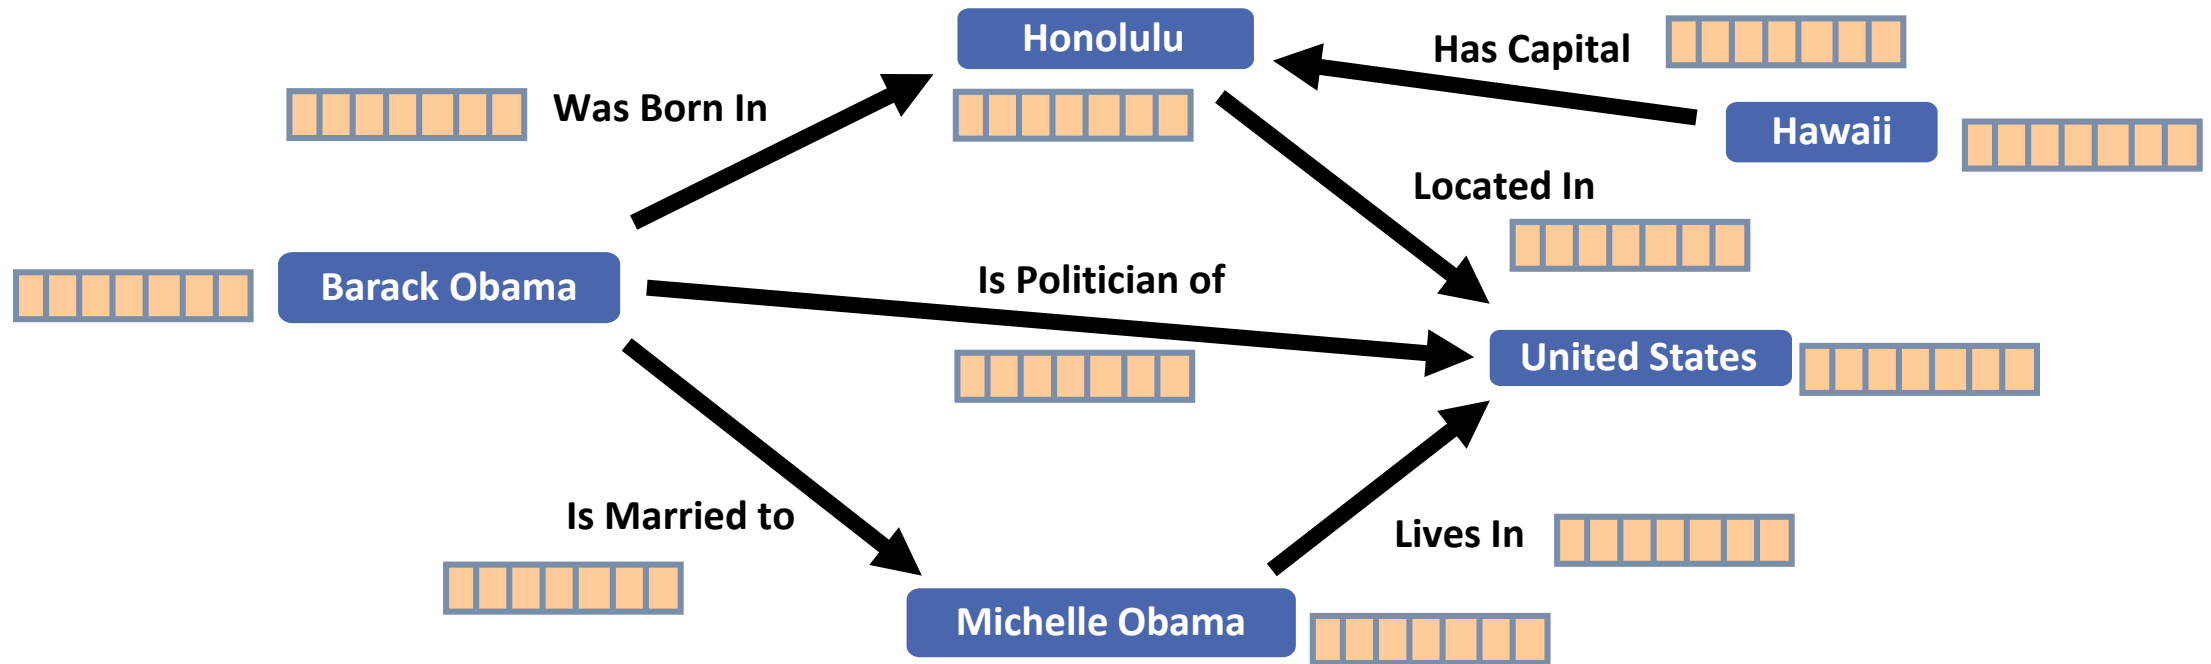 Honolulu
Has Capital
Was Born In
Hawaii
Located In
Barack Obama
Is Politician of
United States
Is Married to
Lives In
Michelle Obama